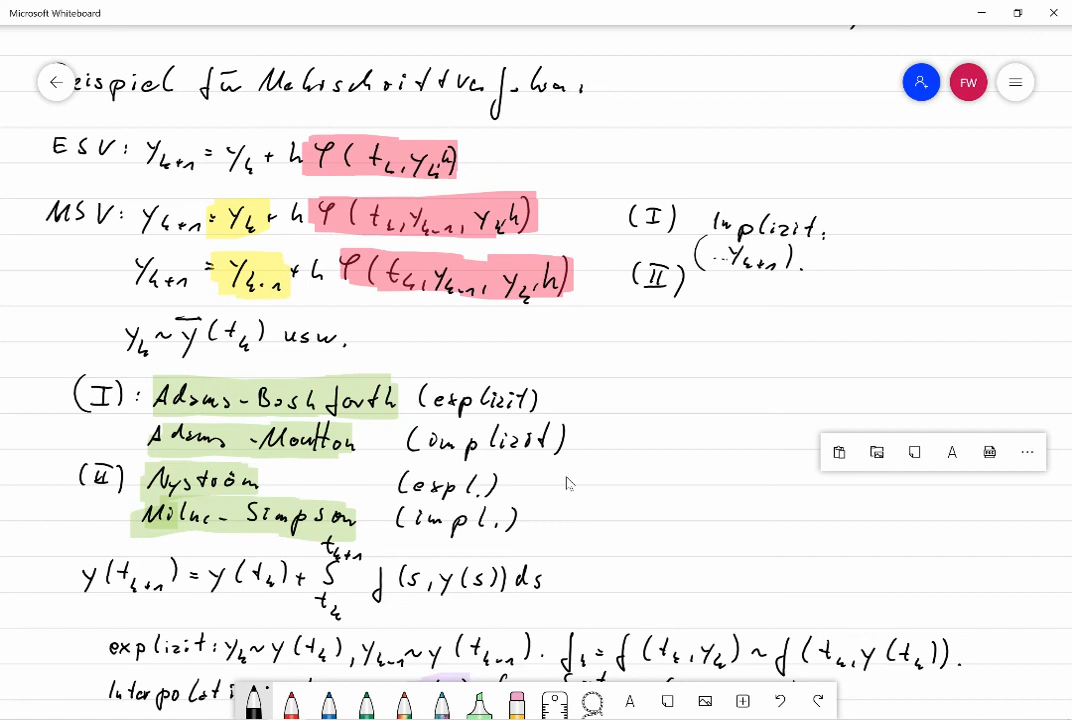 Microsoft Whiteboard
FW
eispiel für Mehrschrittverfahren:
ESV: y_{k+1} = y_k + h φ(t_k, y_k, h)
MSV: y_{k+1} = y_k + h φ(t_k, y_{k-1}, y_k, h) (I) Implizit:
y_{k+1} = y_{k-1} + h φ(t_k, y_{k-1}, y_k, h) (II) (...y_{k+1}).
y_k ~ y̅(t_k) usw.
(I): Adams-Bashforth (explizit)
Adams-Moulton (implizit)
(II) Nyström (expl.)
Milne-Simpson (impl.)
y(t_{k+1}) = y(t_k) + ∫_{t_k}^{t_{k+1}} f(s, y(s)) ds
explizit: y_k ~ y(t_k), y_{k-1} ~ y(t_{k-1}). f_k = f(t_k, y_k) ~ f(t_k, y(t_k)).
Interpolati